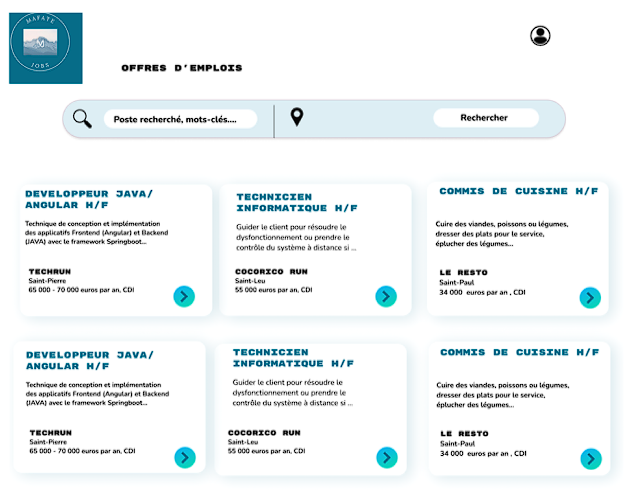 MAFATE
M
JOBS
OFFRES D'EMPLOIS
Poste recherché, mots-clés....
Rechercher
DEVELOPPEUR JAVA/
ANGULAR H/F
Technique de conception et implémentation
des applicatifs Frontend (Angular) et Backend
(JAVA) avec le framework Springboot...
TECHRUN
Saint-Pierre
65 000 - 70 000 euros par an, CDI
TECHNICIEN
INFORMATIQUE H/F
Guider le client pour résoudre le
dysfonctionnement ou prendre le
contrôle du système à distance si ...
COCORICO RUN
Saint-Leu
55 000 euros par an, CDI
COMMIS DE CUISINE H/F
Cuire des viandes, poissons ou légumes,
dresser des plats pour le service,
éplucher des légumes...
LE RESTO
Saint-Paul
34 000 euros par an , CDI
DEVELOPPEUR JAVA/
ANGULAR H/F
Technique de conception et implémentation
des applicatifs Frontend (Angular) et Backend
(JAVA) avec le framework Springboot...
TECHRUN
Saint-Pierre
65 000 - 70 000 euros par an, CDI
TECHNICIEN
INFORMATIQUE H/F
Guider le client pour résoudre le
dysfonctionnement ou prendre le
contrôle du système à distance si ...
COCORICO RUN
Saint-Leu
55 000 euros par an, CDI
COMMIS DE CUISINE H/F
Cuire des viandes, poissons ou légumes,
dresser des plats pour le service,
éplucher des légumes...
LE RESTO
Saint-Paul
34 000 euros par an , CDI